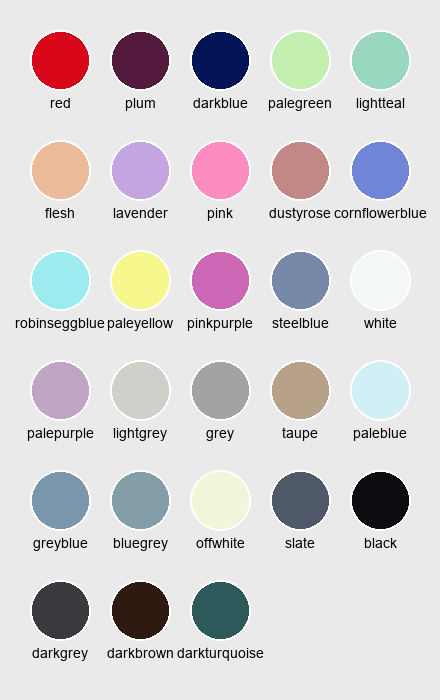 red plum darkblue palegreen lightteal
flesh lavender pink dustyrose cornflowerblue
robinseggblue paleyellow pinkpurple steelblue white
palepurple lightgrey grey taupe paleblue
greyblue bluegrey offwhite slate black
darkgrey darkbrown darkturquoise